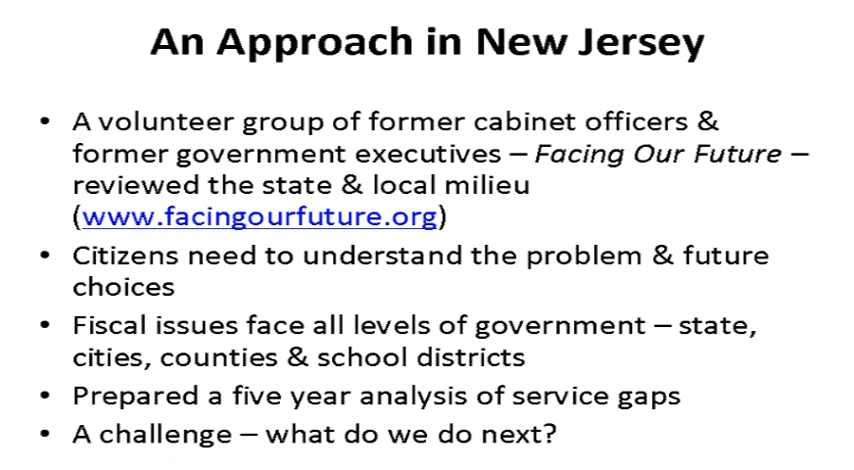 An Approach in New Jersey
• A volunteer group of former cabinet officers &
former government executives – Facing Our Future –
reviewed the state & local milieu
(www.facingourfuture.org)
• Citizens need to understand the problem & future
choices
• Fiscal issues face all levels of government – state,
cities, counties & school districts
• Prepared a five year analysis of service gaps
• A challenge – what do we do next?